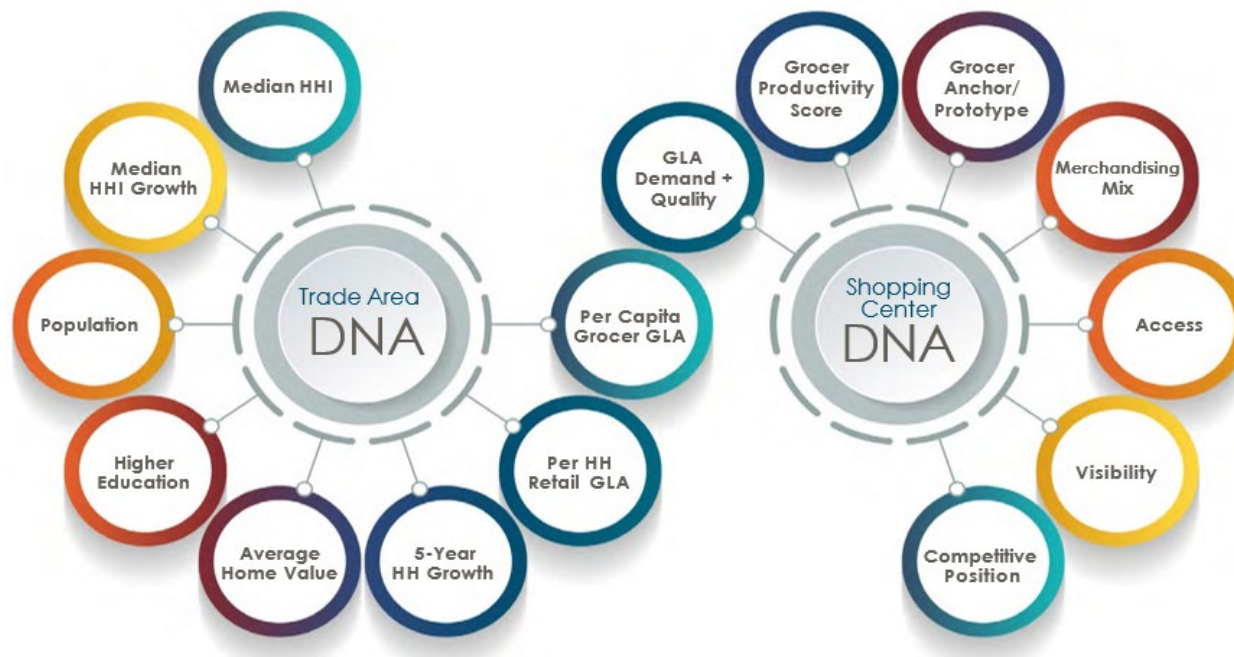 Median HHI
Median
HHI Growth
Population
Higher
Education
Average
Home Value
5-Year
HH Growth
Per HH
Retail GLA
Per Capita
Grocer GLA
Trade Area
DNA
GLA
Demand +
Quality
Grocer
Productivity
Score
Grocer
Anchor/
Prototype
Merchandising
Mix
Access
Visibility
Competitive
Position
Shopping
Center
DNA